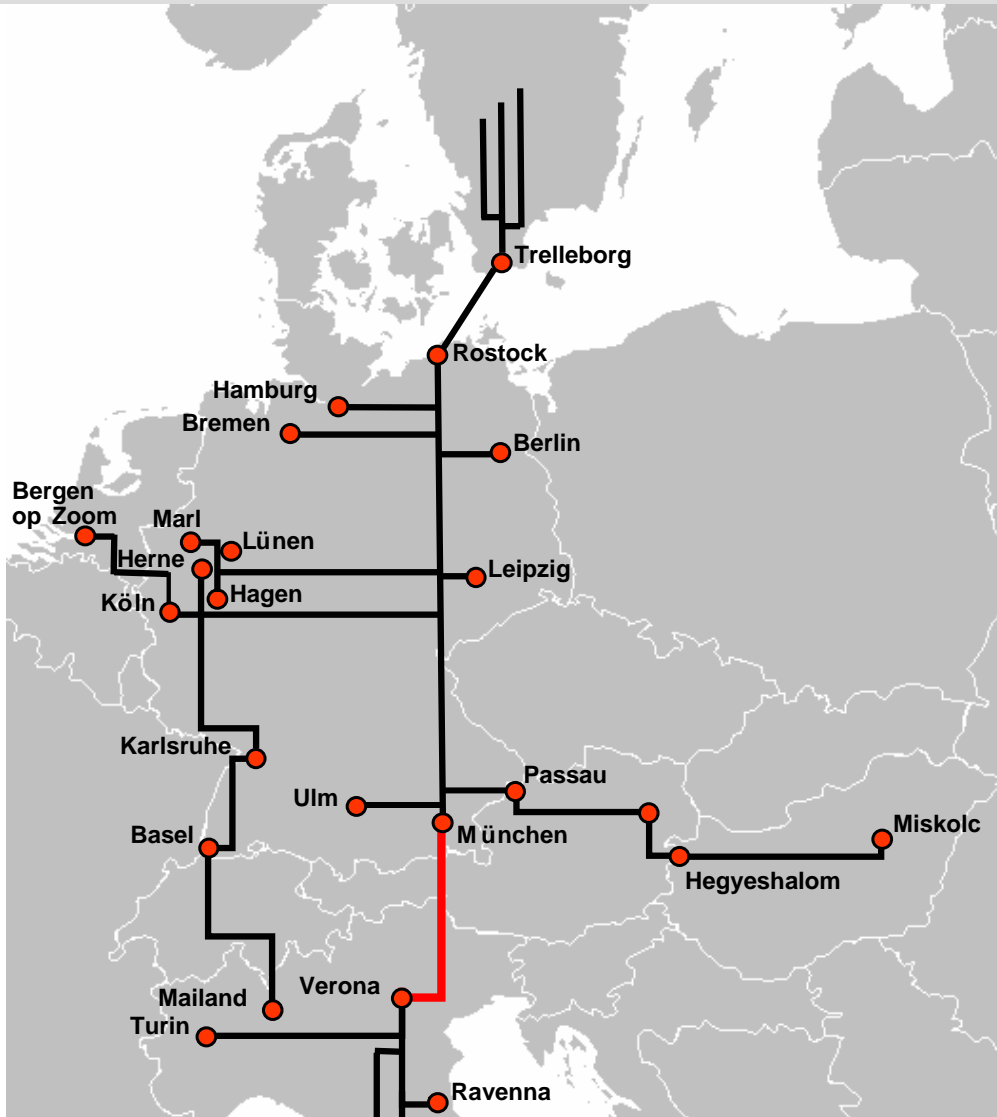 Trelleborg
Rostock
Hamburg
Bremen
Berlin
Bergen
op Zoom
Marl
Lünen
Herne
Leipzig
Hagen
Köln
Karlsruhe
Passau
Ulm
München
Basel
Miskolc
Hegyeshalom
Verona
Mailand
Turin
Ravenna